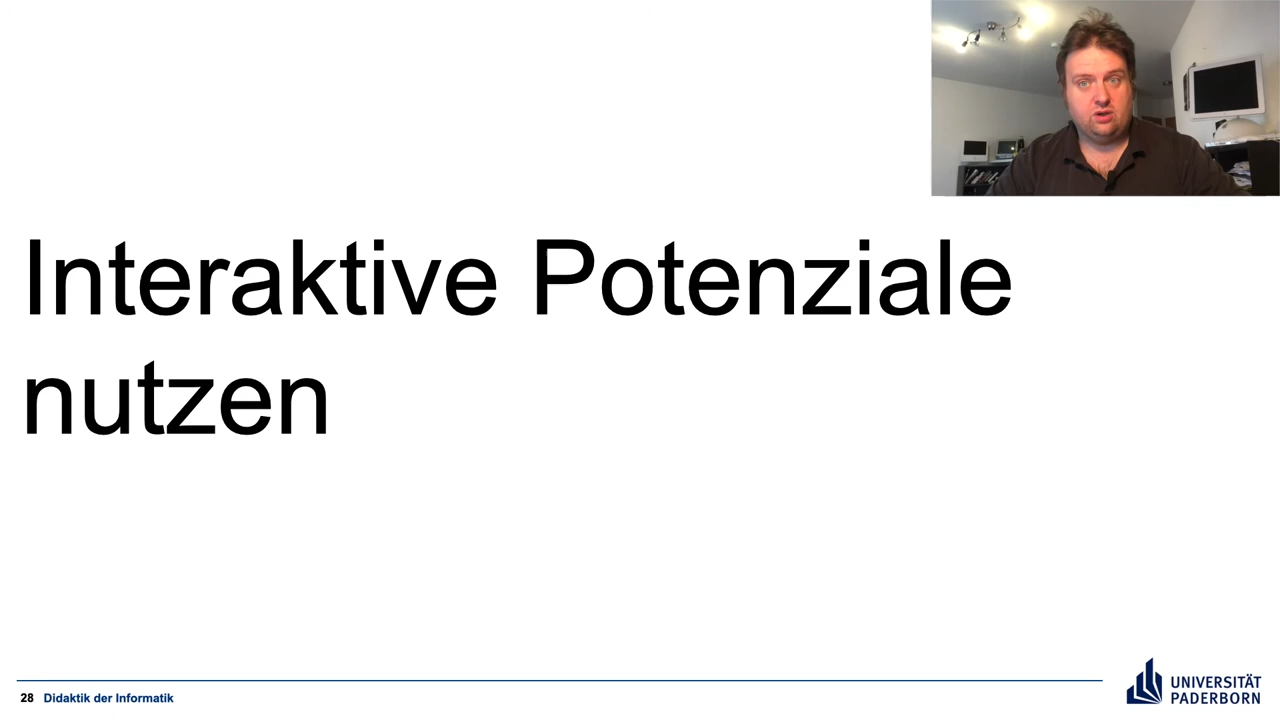 Interaktive Potenziale
nutzen
28 Didaktik der Informatik
UNIVERSITÄT
PADERBORN